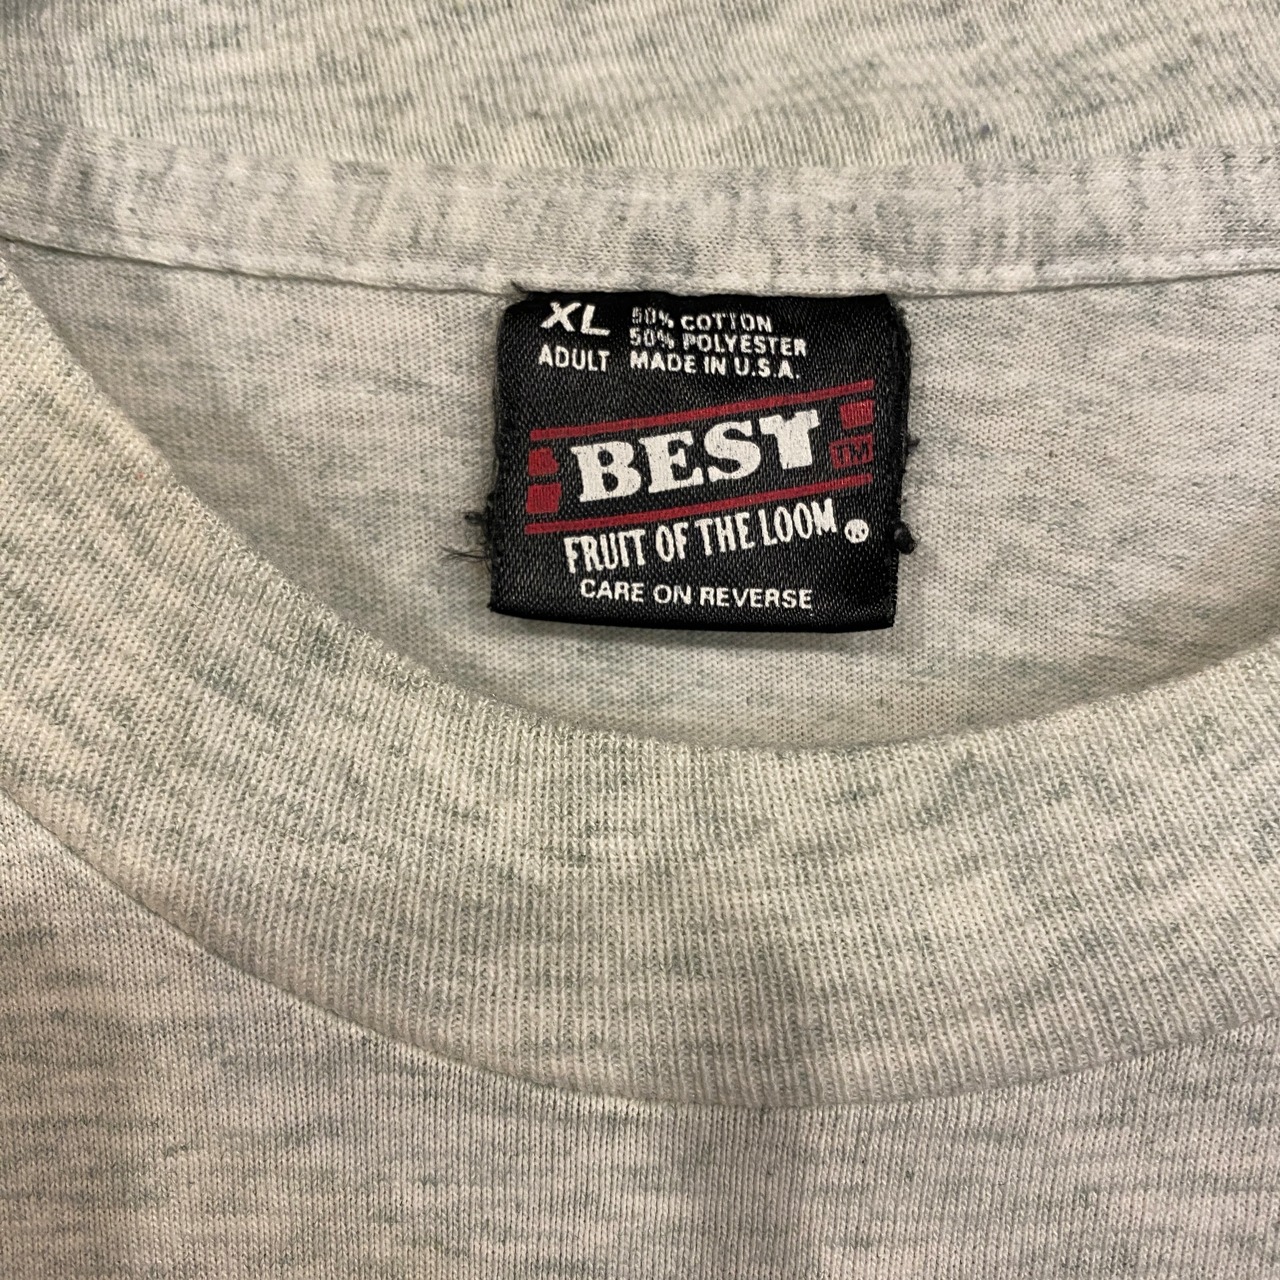 XL 50% COTTON
50% POLYESTER
ADULT MADE IN U.S.A.
BEST TM
FRUIT OF THE LOOM ®
CARE ON REVERSE